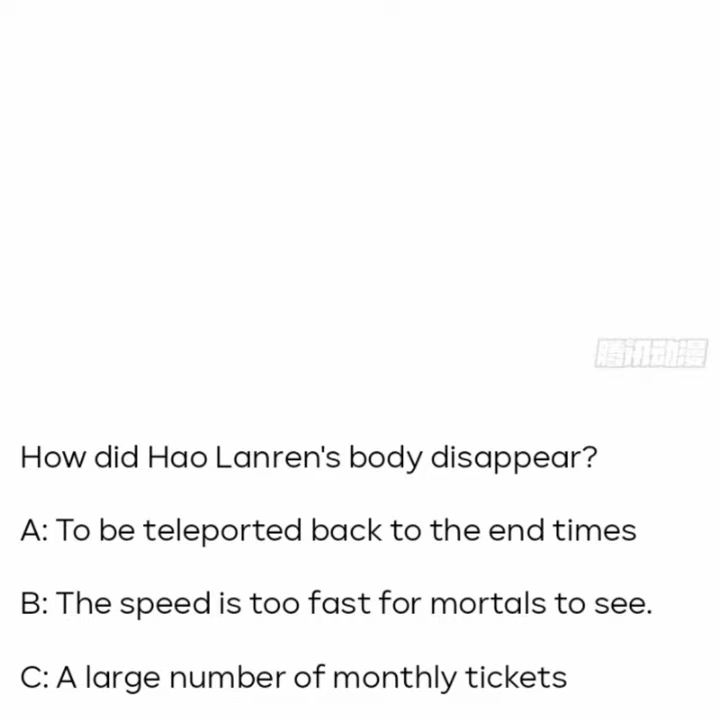 腾讯动漫
How did Hao Lanren's body disappear?
A: To be teleported back to the end times
B: The speed is too fast for mortals to see.
C: A large number of monthly tickets